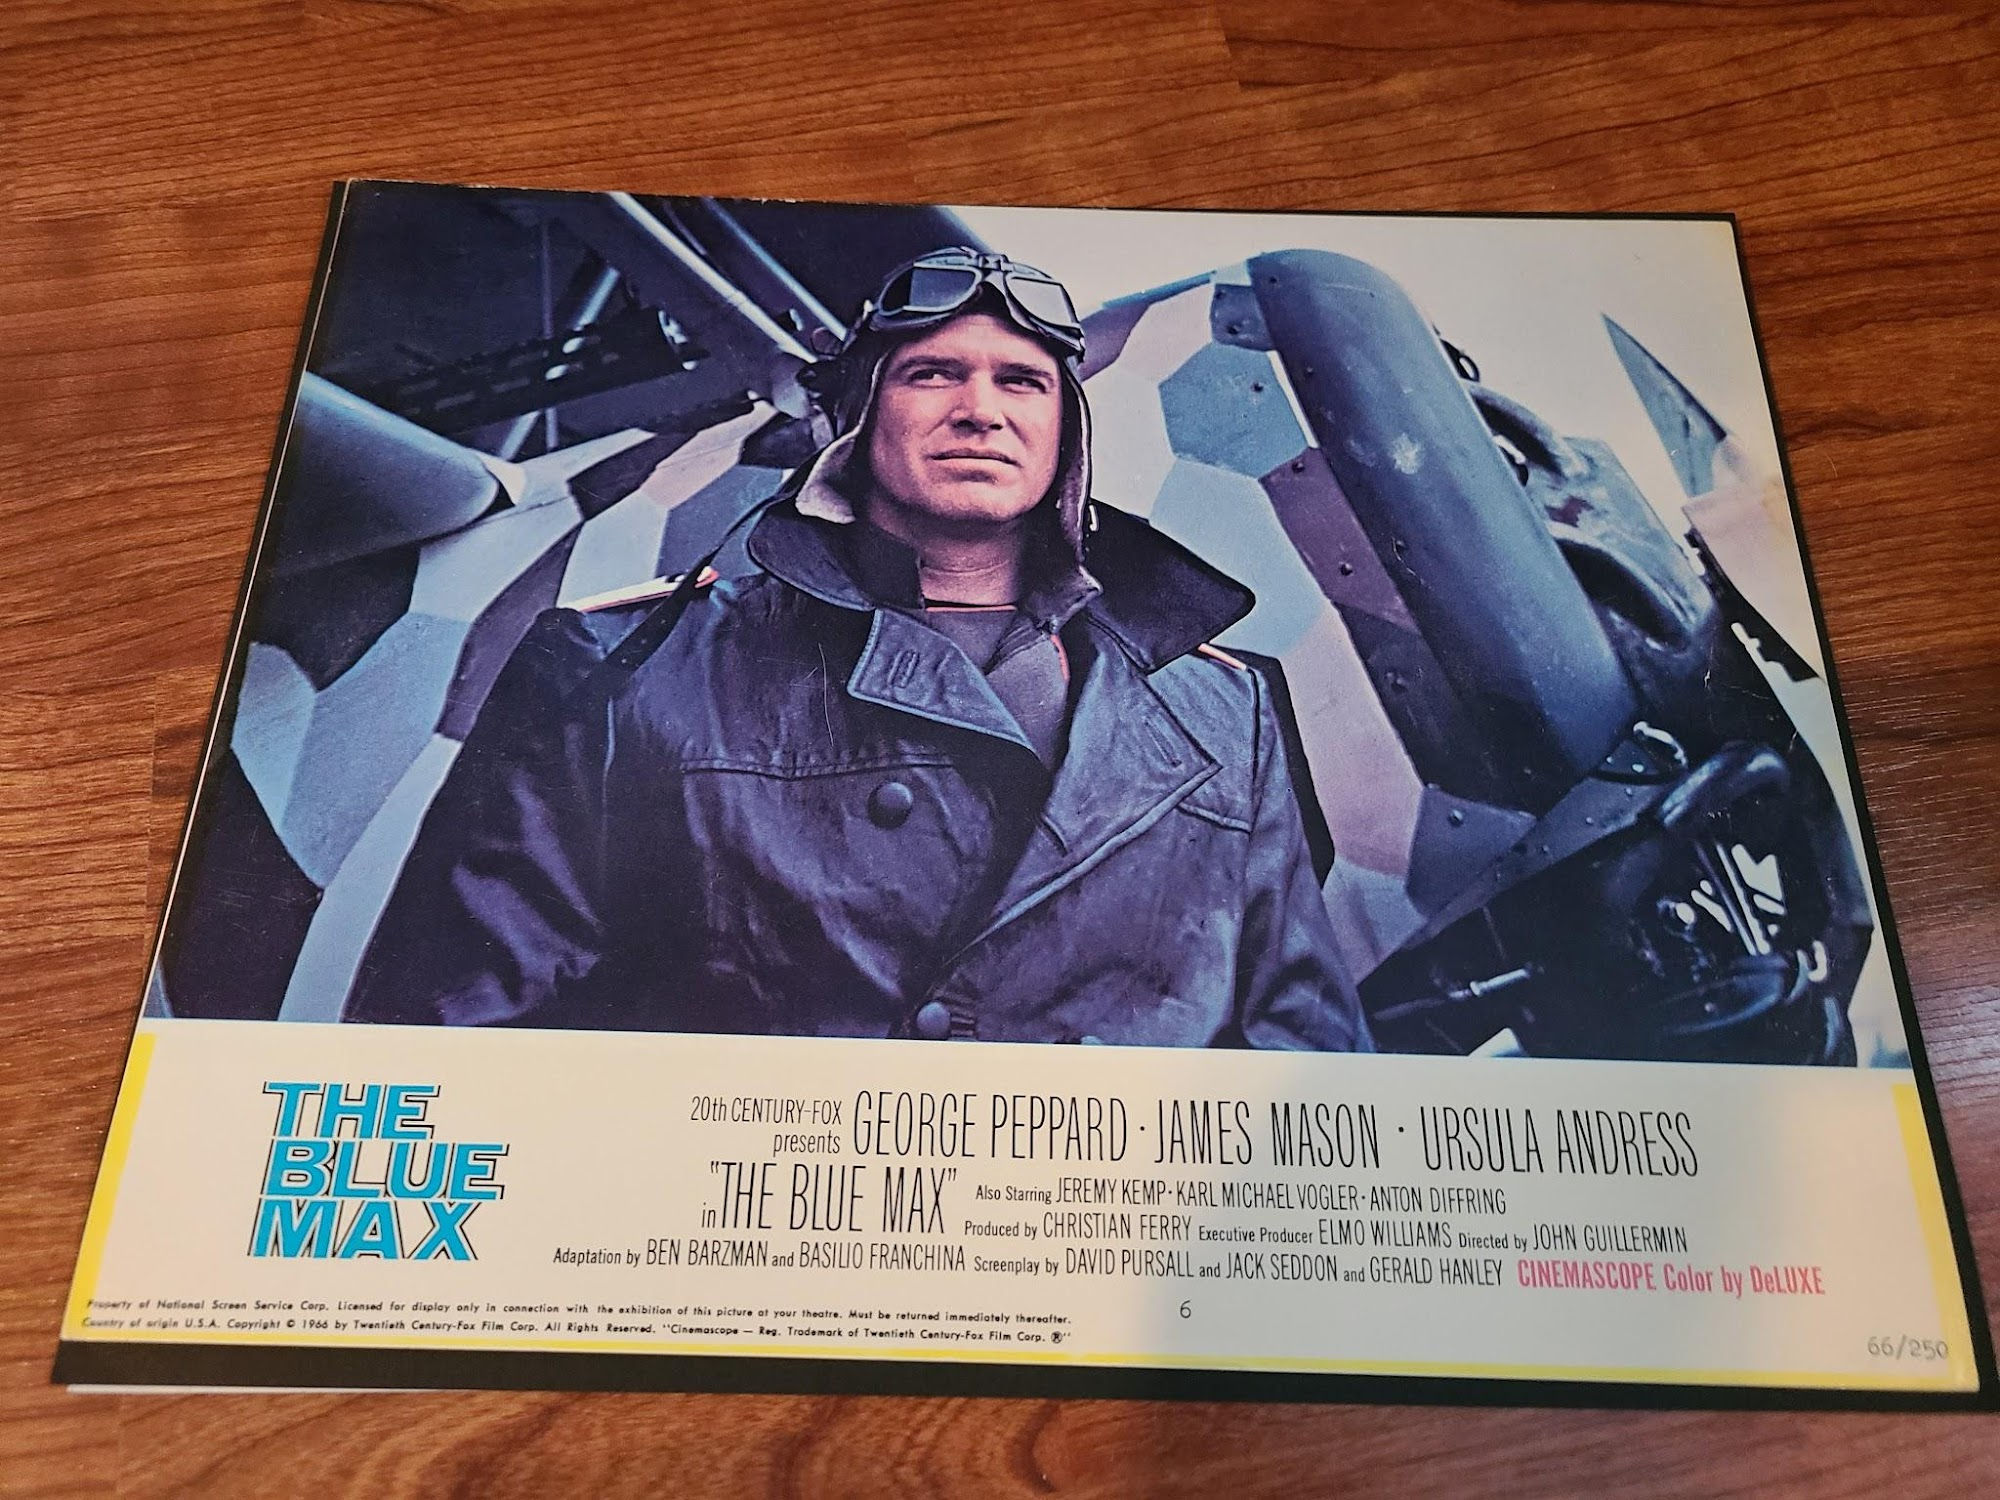 THE
BLUE
MAX
20th CENTURY-FOX
presents
GEORGE PEPPARD · JAMES MASON · URSULA ANDRESS
in "THE BLUE MAX"
Also Starring JEREMY KEMP · KARL MICHAEL VOGLER · ANTON DIFFRING
Produced by CHRISTIAN FERRY Executive Producer ELMO WILLIAMS Directed by JOHN GUILLERMIN
Adaptation by BEN BARZMAN and BASILIO FRANCHINA Screenplay by DAVID PURSALL and JACK SEDDON and GERALD HANLEY CINEMASCOPE Color by DeLUXE
Property of National Screen Service Corp. Licensed for display only in connection with the exhibition of this picture at your theatre. Must be returned immediately thereafter.
Country of origin U.S.A. Copyright © 1966 by Twentieth Century-Fox Film Corp. All Rights Reserved. "Cinemascope — Reg. Trademark of Twentieth Century-Fox Film Corp. ®"
6
66/250